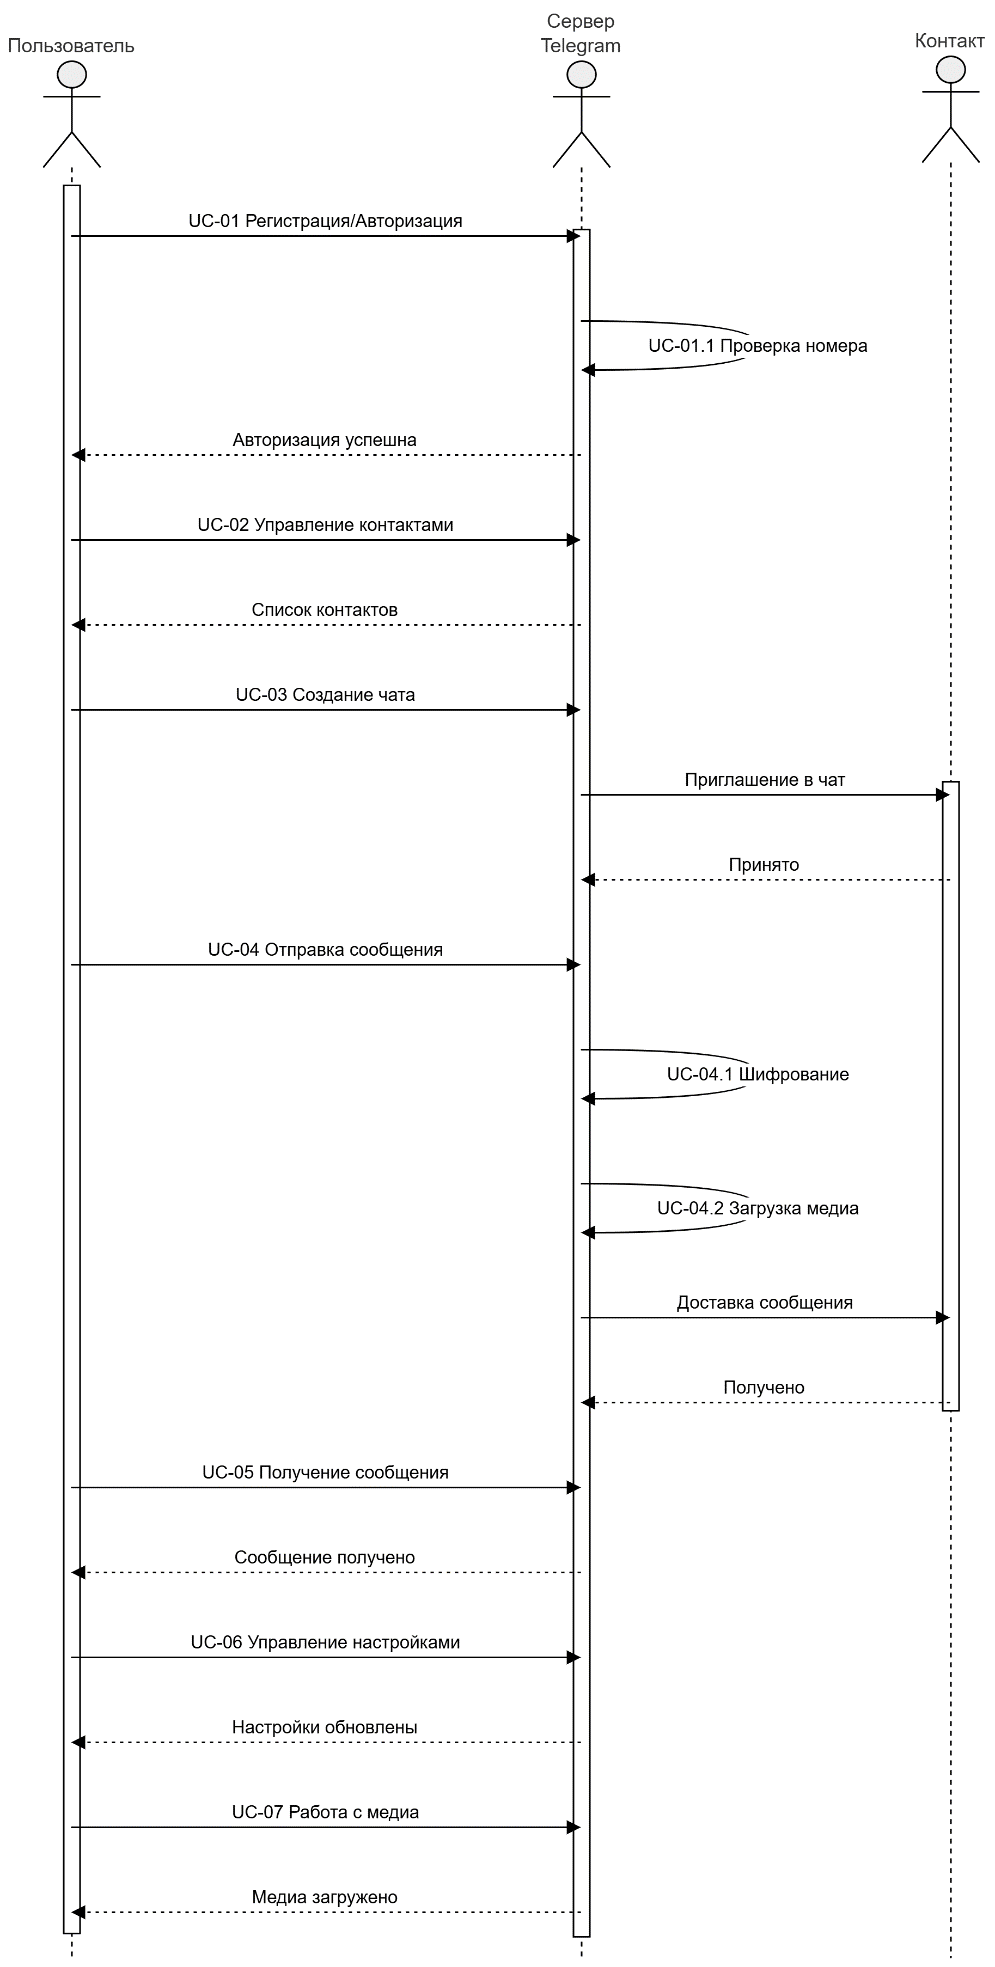 Пользователь
Сервер
Telegram
Контакт
UC-01 Регистрация/Авторизация
UC-01.1 Проверка номера
Авторизация успешна
UC-02 Управление контактами
Список контактов
UC-03 Создание чата
Приглашение в чат
Принято
UC-04 Отправка сообщения
UC-04.1 Шифрование
UC-04.2 Загрузка медиа
Доставка сообщения
Получено
UC-05 Получение сообщения
Сообщение получено
UC-06 Управление настройками
Настройки обновлены
UC-07 Работа с медиа
Медиа загружено